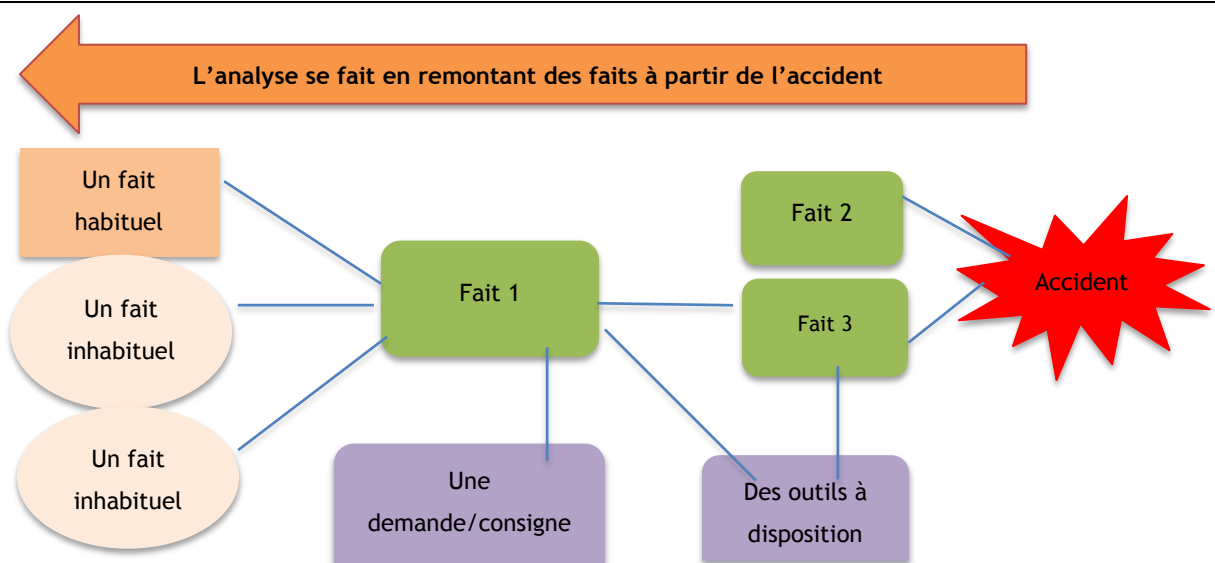 L’analyse se fait en remontant des faits à partir de l’accident
Un fait
habituel
Un fait
inhabituel
Un fait
inhabituel
Fait 1
Une
demande/consigne
Fait 2
Fait 3
Des outils à
disposition
Accident